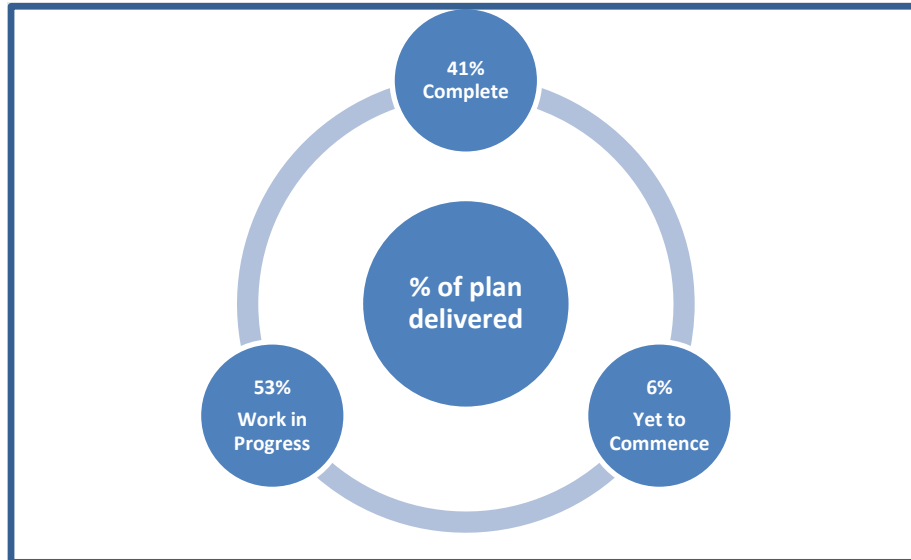 41%
Complete
% of plan
delivered
53%
Work in
Progress
6%
Yet to
Commence